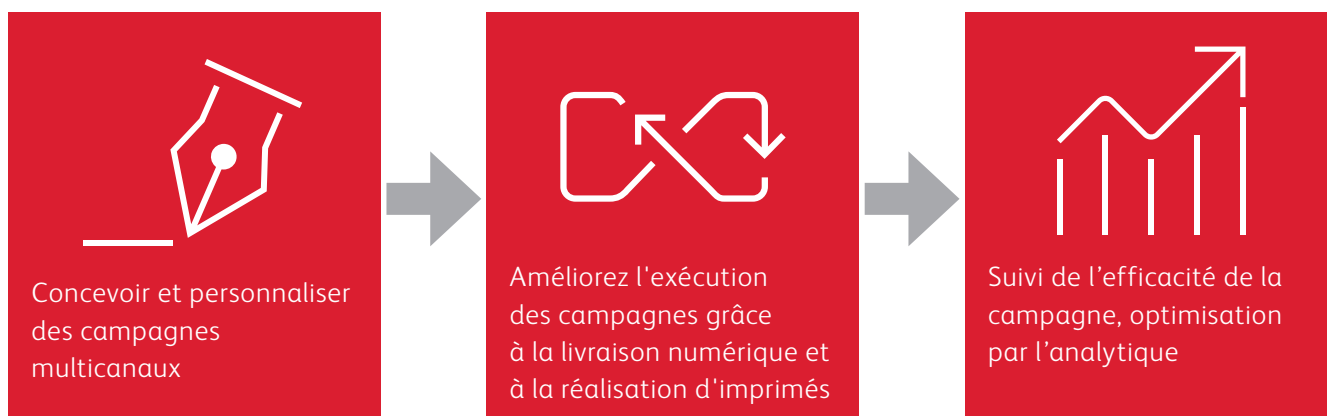 Concevoir et personnaliser
des campagnes
multicanaux
Améliorez l'exécution
des campagnes grâce
à la livraison numérique et
à la réalisation d'imprimés
Suivi de l’efficacité de la
campagne, optimisation
par l’analytique